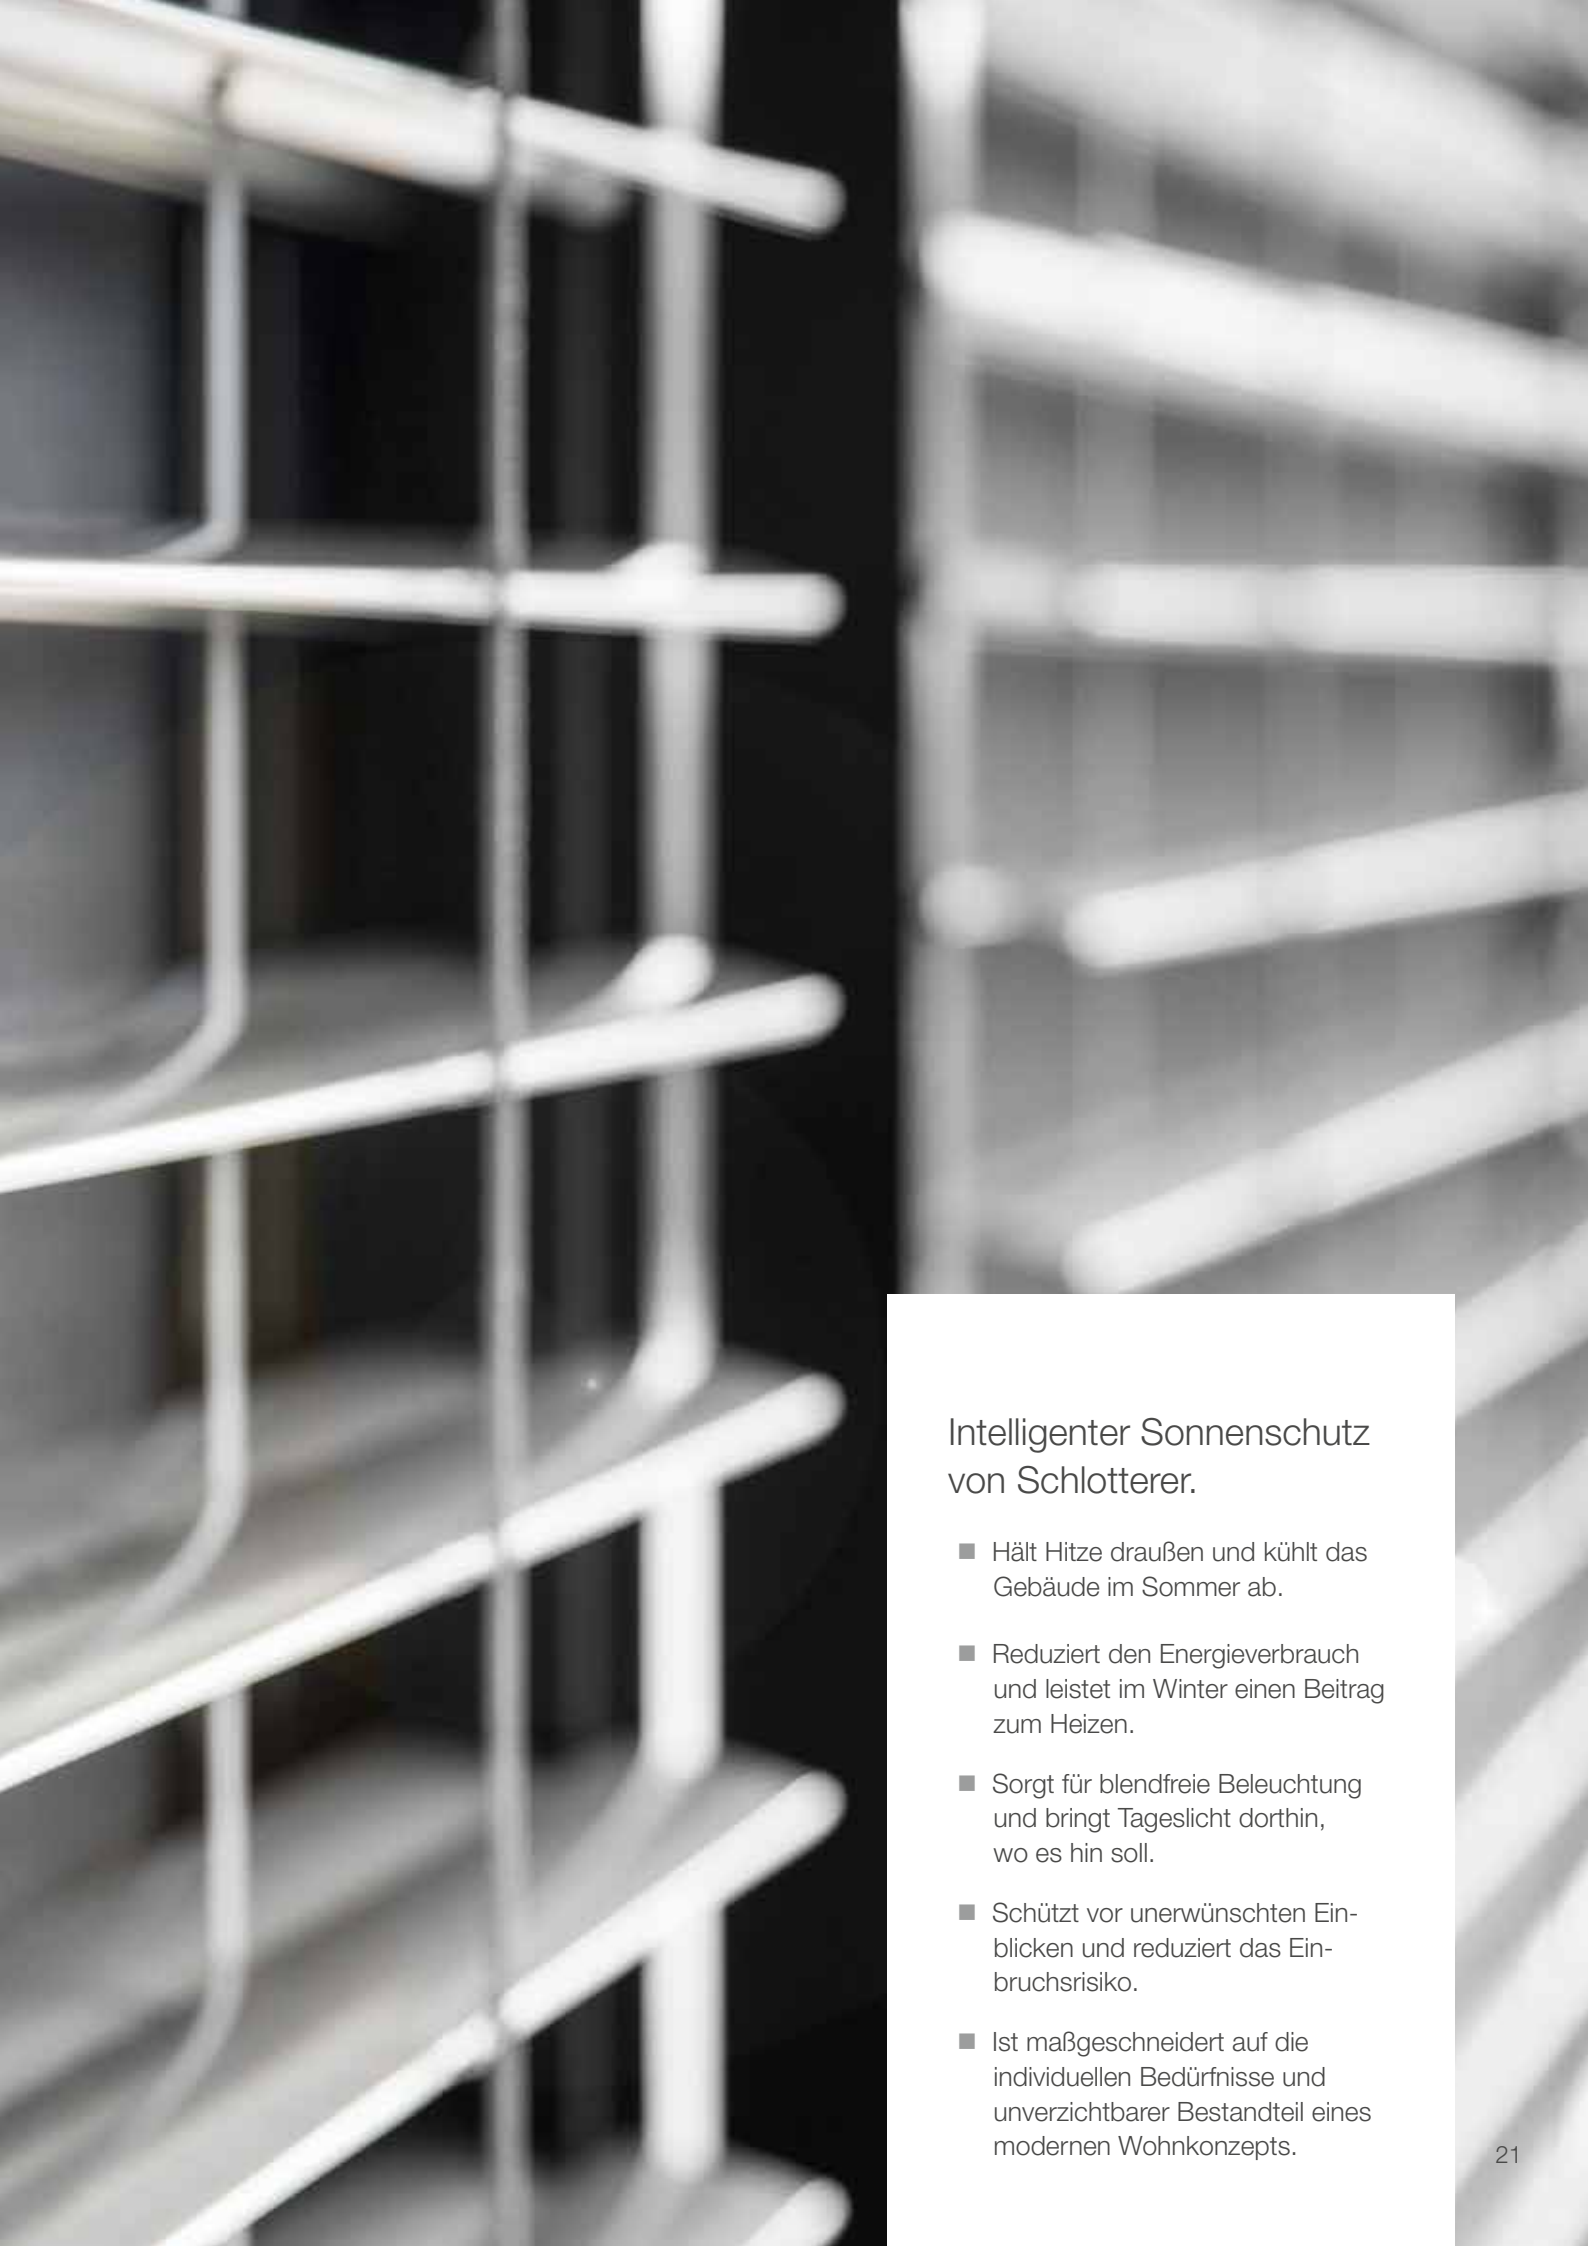 Intelligenter Sonnenschutz
von Schlotterer.
■ Hält Hitze draußen und kühlt das
Gebäude im Sommer ab.
■ Reduziert den Energieverbrauch
und leistet im Winter einen Beitrag
zum Heizen.
■ Sorgt für blendfreie Beleuchtung
und bringt Tageslicht dorthin,
wo es hin soll.
■ Schützt vor unerwünschten Ein-
blicken und reduziert das Ein-
bruchsrisiko.
■ Ist maßgeschneidert auf die
individuellen Bedürfnisse und
unverzichtbarer Bestandteil eines
modernen Wohnkonzepts.
21